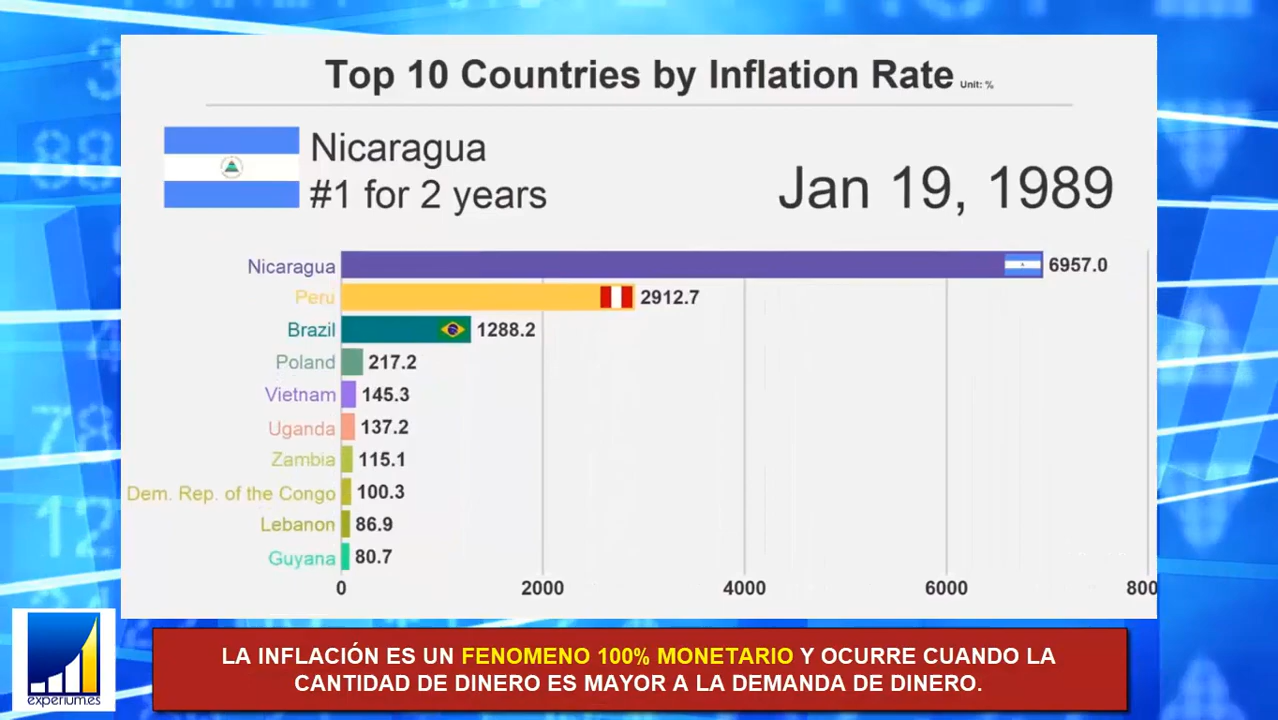 Top 10 Countries by Inflation Rate Unit: %
Nicaragua
#1 for 2 years
Jan 19, 1989
Nicaragua 6957.0
Peru 2912.7
Brazil 1288.2
Poland 217.2
Vietnam 145.3
Uganda 137.2
Zambia 115.1
Dem. Rep. of the Congo 100.3
Lebanon 86.9
Guyana 80.7
0 2000 4000 6000 800
LA INFLACIÓN ES UN FENOMENO 100% MONETARIO Y OCURRE CUANDO LA
CANTIDAD DE DINERO ES MAYOR A LA DEMANDA DE DINERO.
experium.es